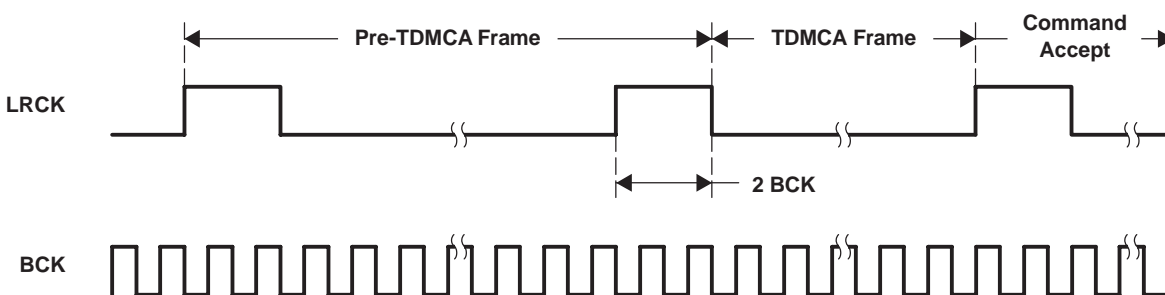 Pre-TDMCA Frame
TDMCA Frame
Command
Accept
LRCK
2 BCK
BCK